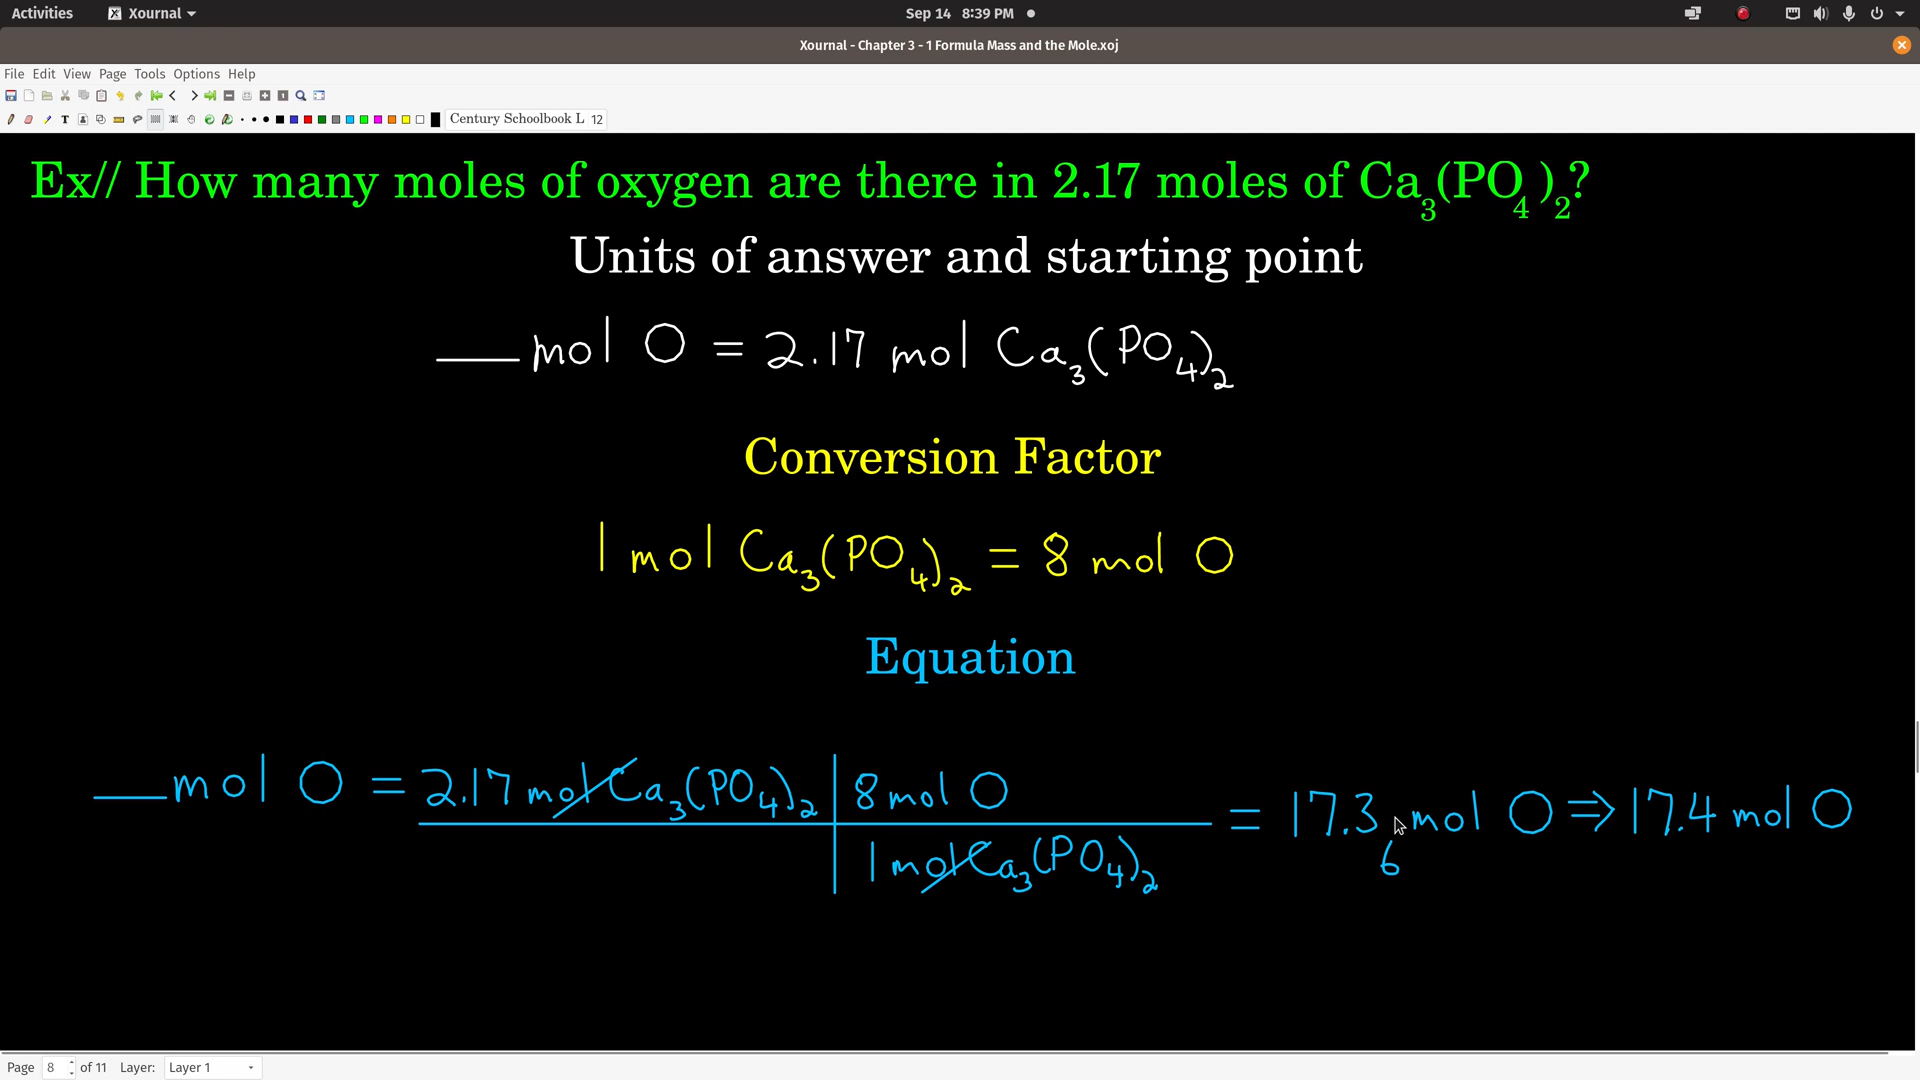 Activities Xournal Sep 14 8:39 PM
Xournal - Chapter 3 - 1 Formula Mass and the Mole.xoj
File Edit View Page Tools Options Help
Century Schoolbook L 12
Ex// How many moles of oxygen are there in 2.17 moles of Ca₃(PO₄)₂?
Units of answer and starting point
___ mol O = 2.17 mol Ca₃(PO₄)₂
Conversion Factor
1 mol Ca₃(PO₄)₂ = 8 mol O
Equation
___ mol O = 2.17 mol Ca₃(PO₄)₂ | 8 mol O = 17.3₆ mol O ⇒ 17.4 mol O
1 mol Ca₃(PO₄)₂
Page 8 of 11 Layer: Layer 1